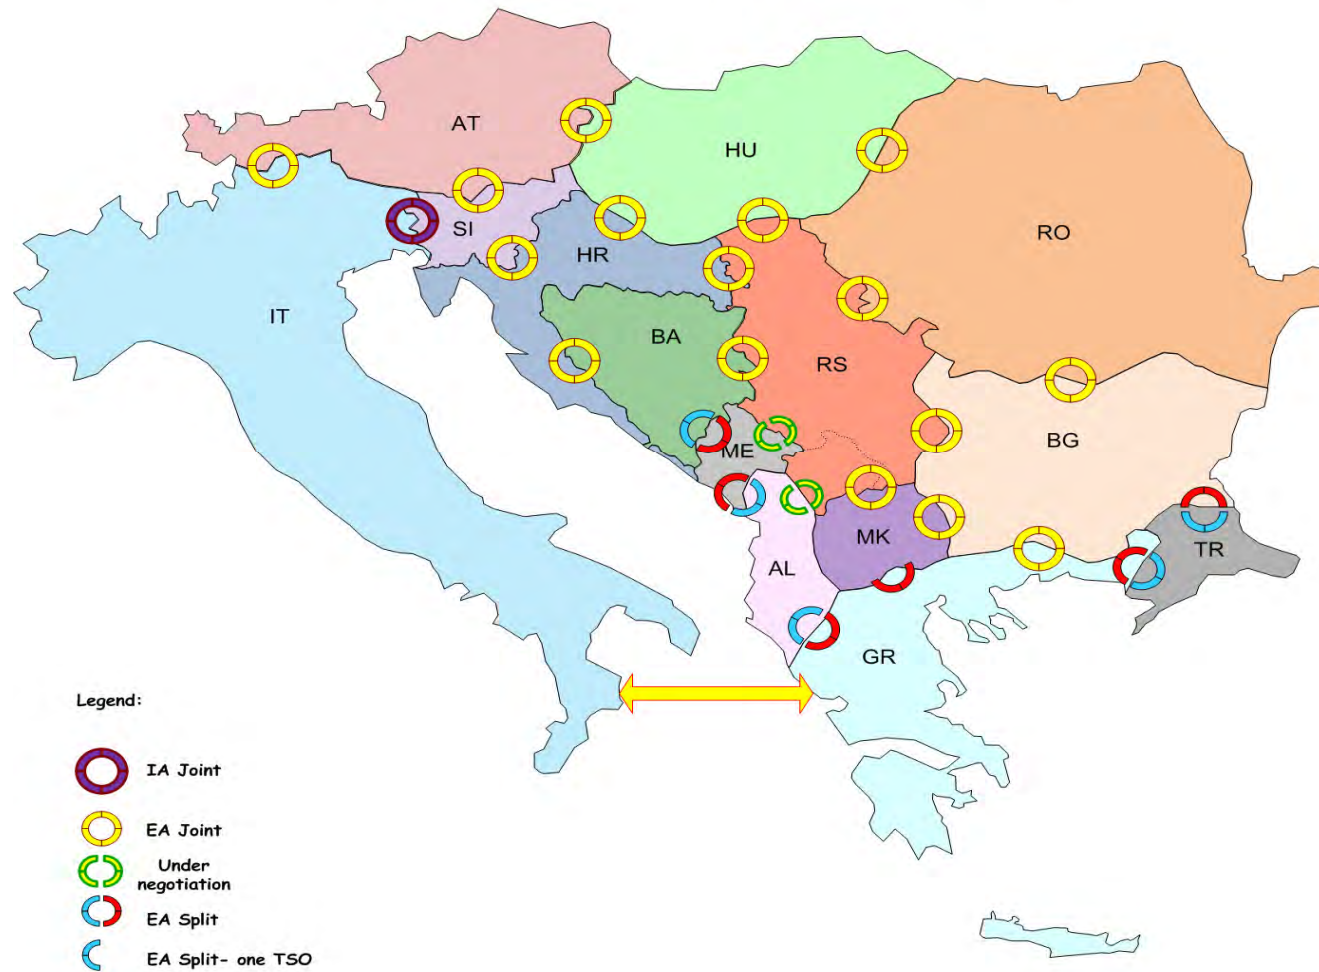 AT
HU
RO
SI
HR
IT
BA
RS
BG
ME
MK
TR
AL
GR
Legend:
IA Joint
EA Joint
Under
negotiation
EA Split
EA Split- one TSO